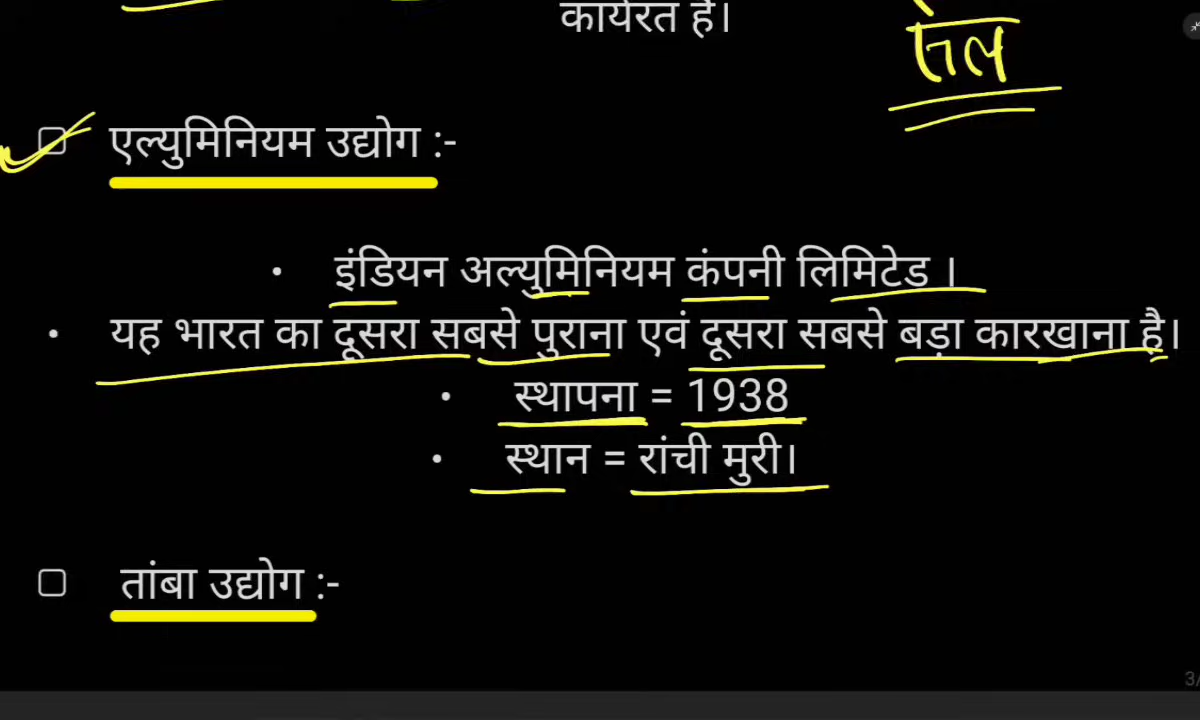 कार्यरत है।
तेल
एल्युमिनियम उद्योग :-
• इंडियन अल्युमिनियम कंपनी लिमिटेड ।
• यह भारत का दूसरा सबसे पुराना एवं दूसरा सबसे बड़ा कारखाना है।
• स्थापना = 1938
• स्थान = रांची मुरी।
तांबा उद्योग :-
3/